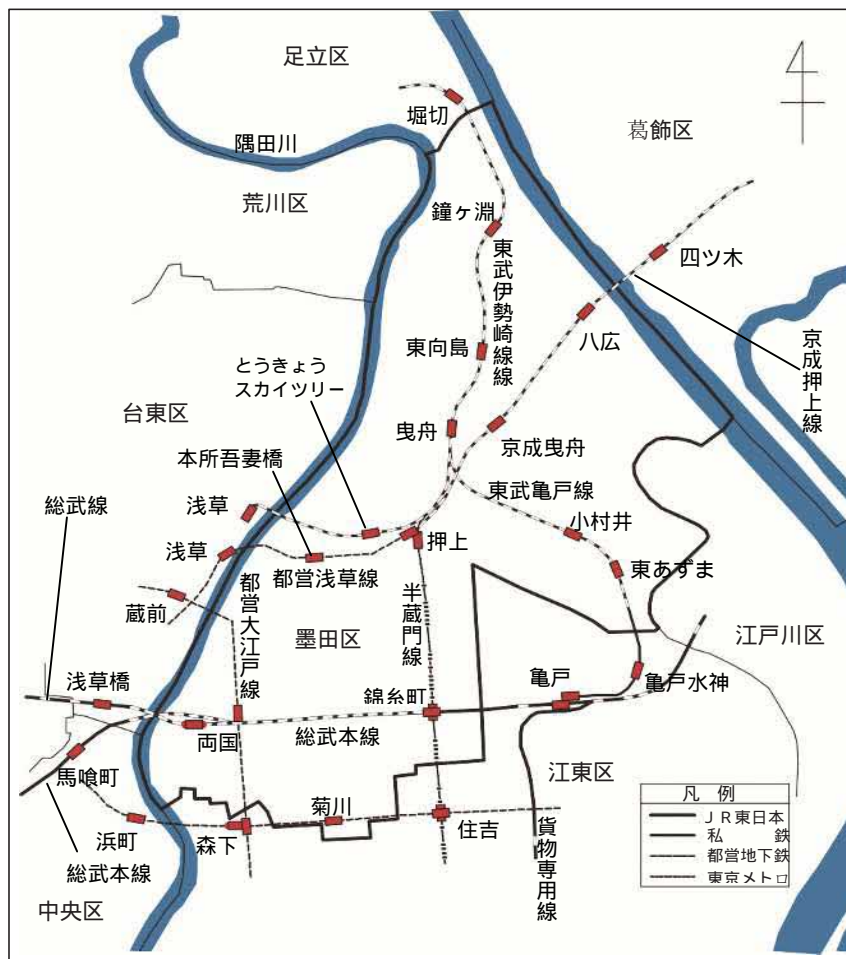 足立区
葛飾区
堀切
隅田川
荒川区
鐘ヶ淵
東武伊勢崎線線
四ツ木
八広
京成押上線
東向島
とうきょう
スカイツリー
台東区
曳舟
京成曳舟
本所吾妻橋
東武亀戸線
総武線
浅草
小村井
浅草
押上
東あずま
都営浅草線
蔵前
都営大江戸線
半蔵門線
墨田区
江戸川区
浅草橋
錦糸町
亀戸
亀戸水神
両国
総武本線
馬喰町
江東区
菊川
浜町
森下
住吉
貨物専用線
総武本線
中央区
凡 例
JR東日本
私 鉄
都営地下鉄
東京メトロ